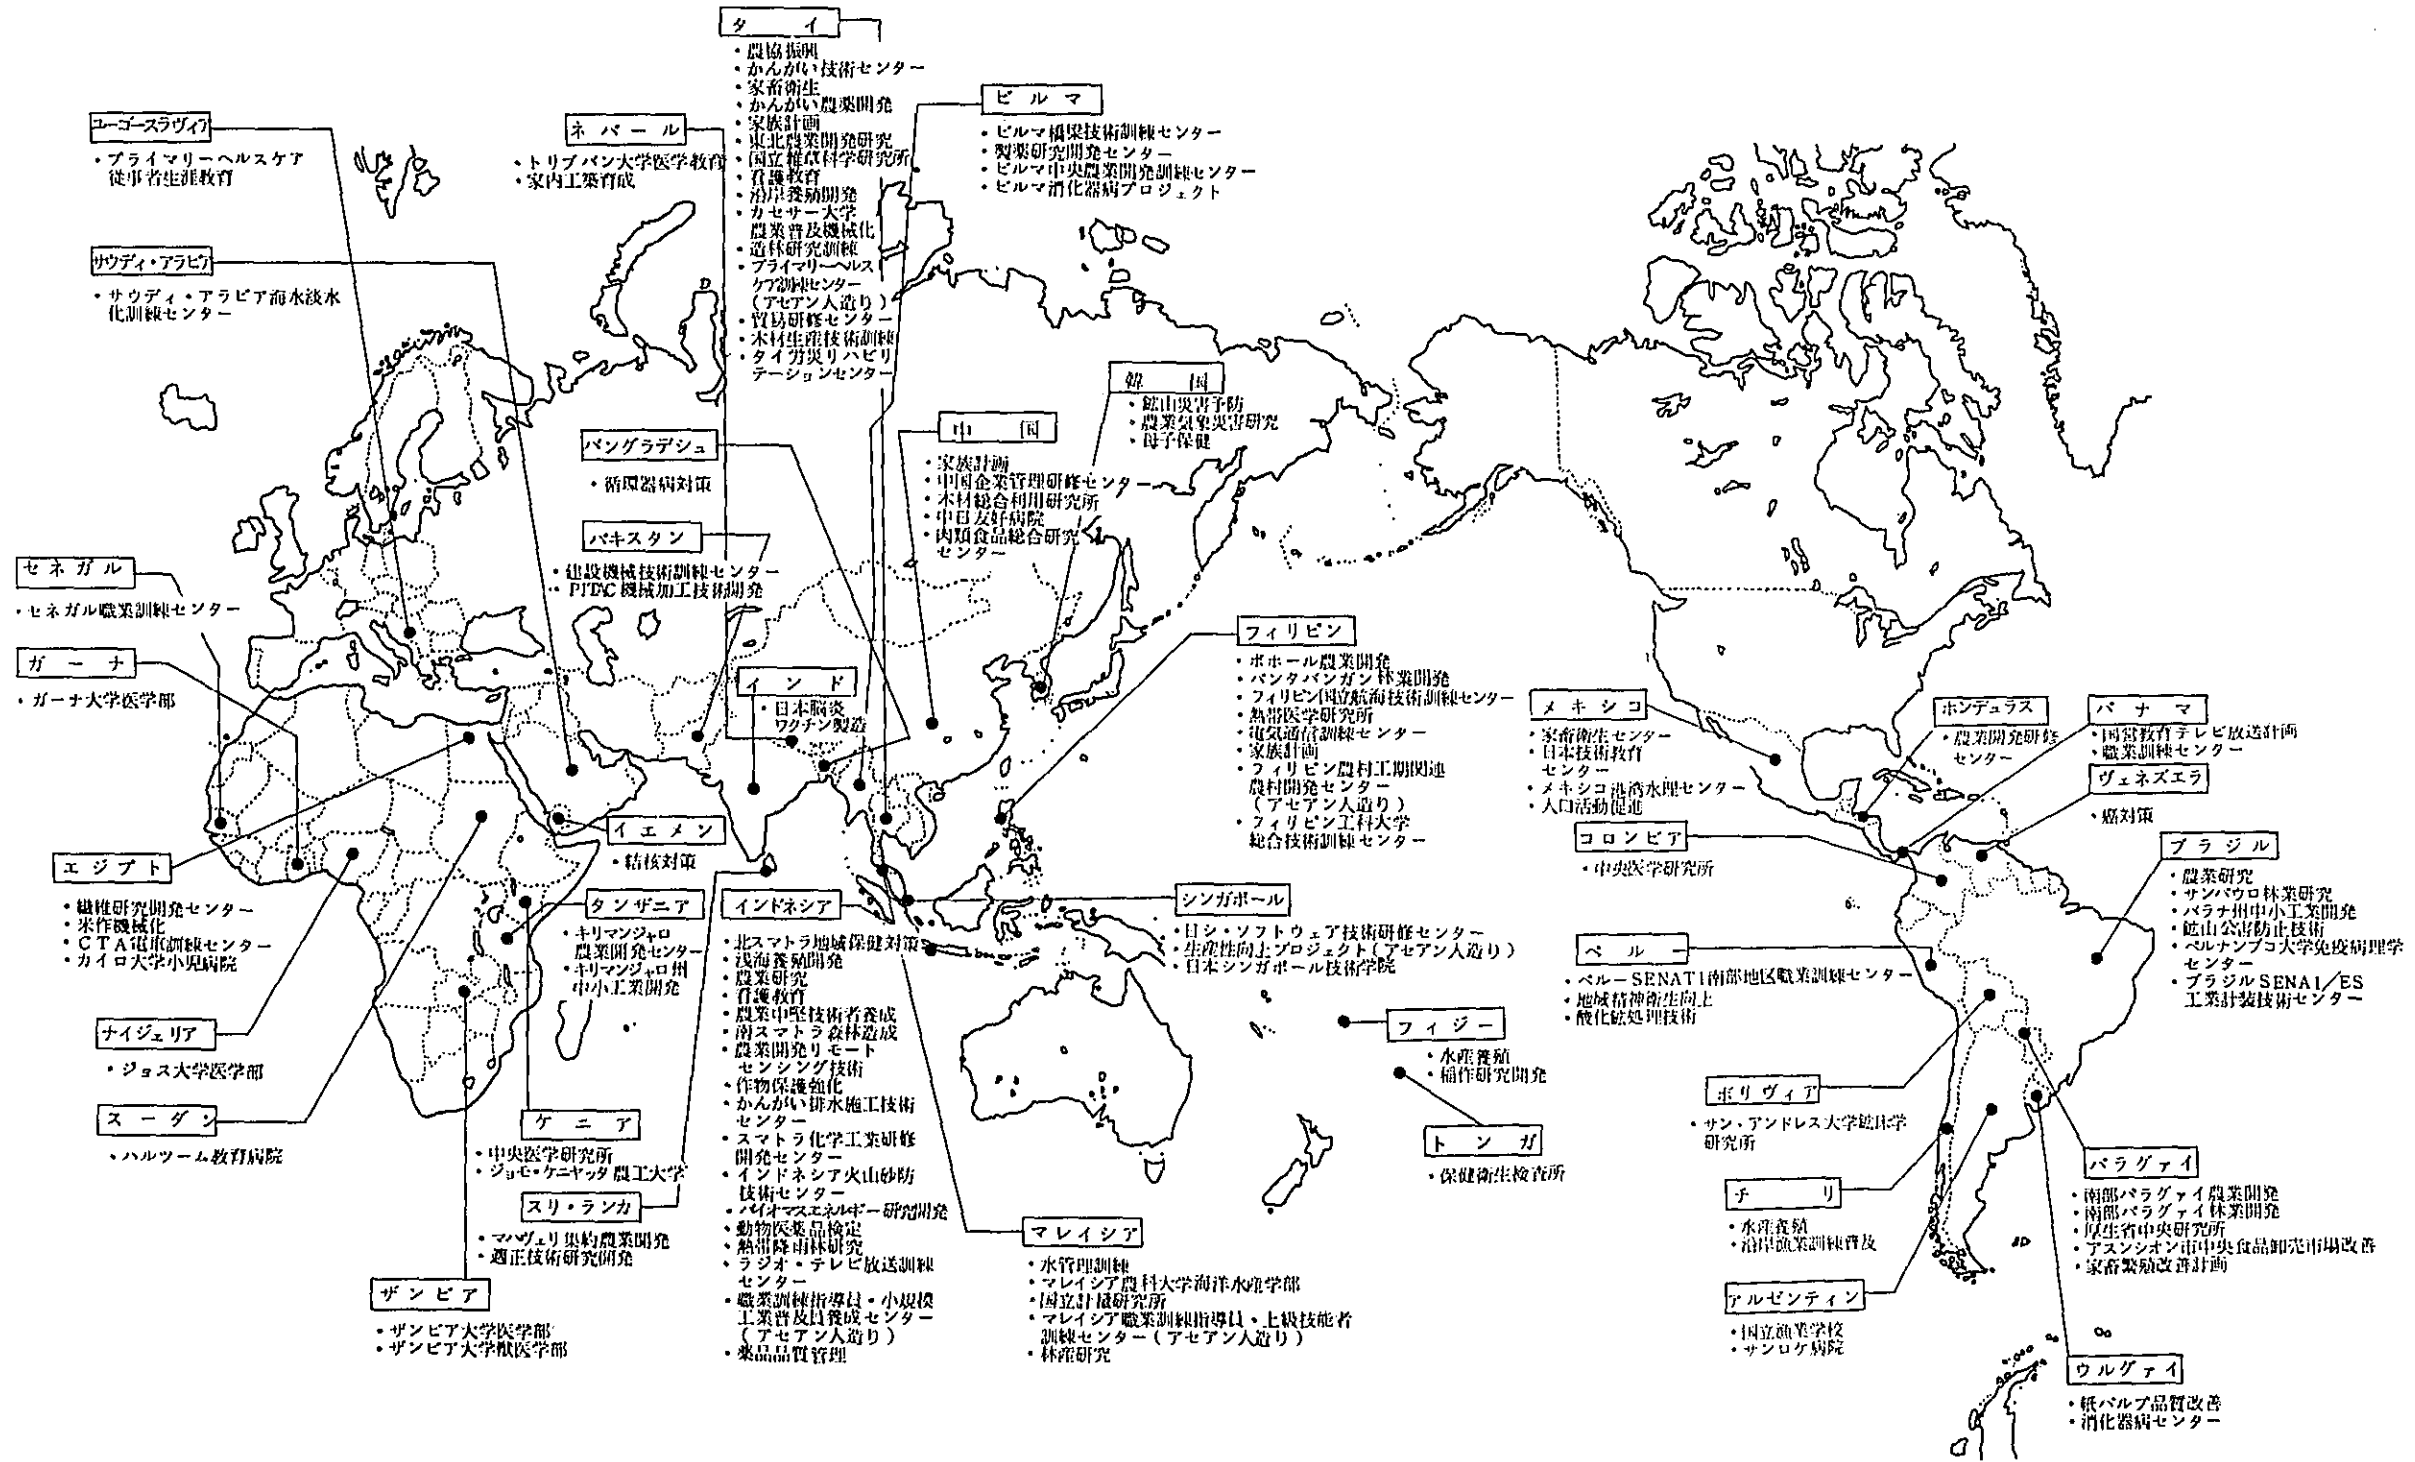 タイ
・農協振興
・かんがい技術センター
・家畜衛生
・かんがい農業開発
・家族計画
・東北農業開発研究
・国立雑草科学研究所
・看護教育
・沿岸養殖開発
・カセサート大学
農業普及機械化
・造林研究訓練
・プライマリーヘルス
ケア訓練センター
(アセアン人造り)
・貿易研修センター
・木材生産技術訓練
・タイ労災リハビリ
テーションセンター
ビルマ
・ビルマ橋梁技術訓練センター
・製薬研究開発センター
・ビルマ中央農業開発訓練センター
・ビルマ消化器病プロジェクト
ユーゴースラヴィア
・プライマリーヘルスケア
従事者生涯教育
ネパール
・トリブバン大学医学教育
・家内工業育成
サウディ・アラビア
・サウディ・アラビア海水淡水
化訓練センター
韓国
・鉱山災害予防
・農業気象災害研究
・母子保健
中国
・家族計画
・中国企業管理研修センター
・木材総合利用研究所
・中日友好病院
・肉類食品総合研究
センター
バングラデシュ
・循環器病対策
パキスタン
・建設機械技術訓練センター
・PITAC機械加工技術開発
セネガル
・セネガル職業訓練センター
ガーナ
・ガーナ大学医学部
インド
・日本脳炎
ワクチン製造
フィリピン
・ボホール農業開発
・パンタバンガン林業開発
・フィリピン国立航海技術訓練センター
・熱帯医学研究所
・電気通信訓練センター
・家族計画
・フィリピン農村工期関連
農村開発センター
(アセアン人造り)
・フィリピン工科大学
総合技術訓練センター
メキシコ
・家畜衛生センター
・日本技術教育
センター
・メキシコ港湾水理センター
・人口活動促進
ホンデュラス
・農業開発研修
センター
パナマ
・国営教育テレビ放送計画
・職業訓練センター
ヴェネズエラ
・癌対策
コロンビア
・中央医学研究所
ブラジル
・農業研究
・サンパウロ林業研究
・パラナ州中小工業開発
・鉱山公害防止技術
・ペルナンブコ大学免疫病理学
センター
・ブラジルSENAI/ES
工業計装技術センター
イエメン
・結核対策
エジプト
・繊維研究開発センター
・米作機械化
・CTA電車訓練センター
・カイロ大学小児病院
タンザニア
・キリマンジャロ
農業開発センター
・キリマンジャロ州
中小工業開発
インドネシア
・北スマトラ地域保健対策
・浅海養殖開発
・農業研究
・看護教育
・農業中堅技術者養成
・南スマトラ森林造成
・農業開発リモート
センシング技術
・作物保護強化
・かんがい排水施工技術
センター
・スマトラ化学工業研修
開発センター
・インドネシア火山砂防
技術センター
・バイオマスエネルギー研究開発
・動物医薬品検定
・熱帯降雨林研究
・ラジオ・テレビ放送訓練
センター
・職業訓練指導員・小規模
工業普及員養成センター
(アセアン人造り)
・薬品品質管理
シンガポール
・日シ・ソフトウェア技術研修センター
・生産性向上プロジェクト(アセアン人造り)
・日本シンガポール技術学院
ペルー
・ペルーSENATI南部地区職業訓練センター
・地域精神衛生向上
・酸化鉱処理技術
フィジー
・水産養殖
・稲作研究開発
ナイジェリア
・ジョス大学医学部
スーダン
・ハルツーム教育病院
ケニア
・中央医学研究所
・ジョモ・ケニヤッタ農工大学
スリ・ランカ
・マハヴェリ集約農業開発
・適正技術研究開発
ザンビア
・ザンビア大学医学部
・ザンビア大学獣医学部
トンガ
・保健衛生検査所
マレイシア
・水管理訓練
・マレイシア農科大学海洋水産学部
・国立計量研究所
・マレイシア職業訓練指導員・上級技能者
訓練センター(アセアン人造り)
・林産研究
ボリヴィア
・サン・アンドレス大学鉱床学
研究所
チリ
・水産養殖
・沿岸漁業訓練普及
アルゼンティン
・国立漁業学校
・サンロケ病院
パラグァイ
・南部パラグァイ農業開発
・南部パラグァイ林業開発
・厚生省中央研究所
・アスンシオン市中央食品卸売市場改善
・家畜繁殖改善計画
ウルグァイ
・紙パルプ品質改善
・消化器病センター